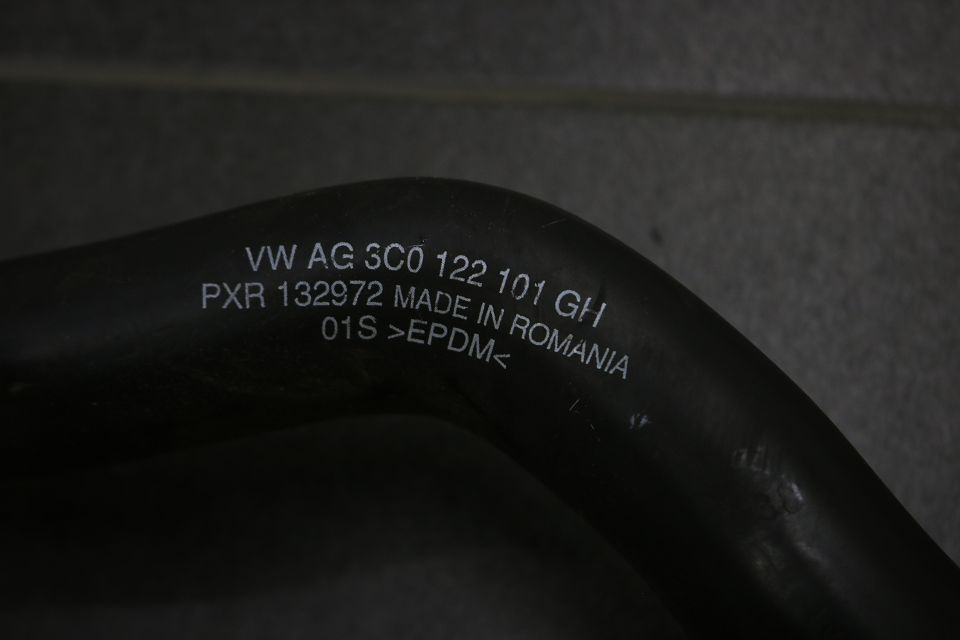 VW AG 3C0 122 101 GH
PXR 132972 MADE IN ROMANIA
01S >EPDM<